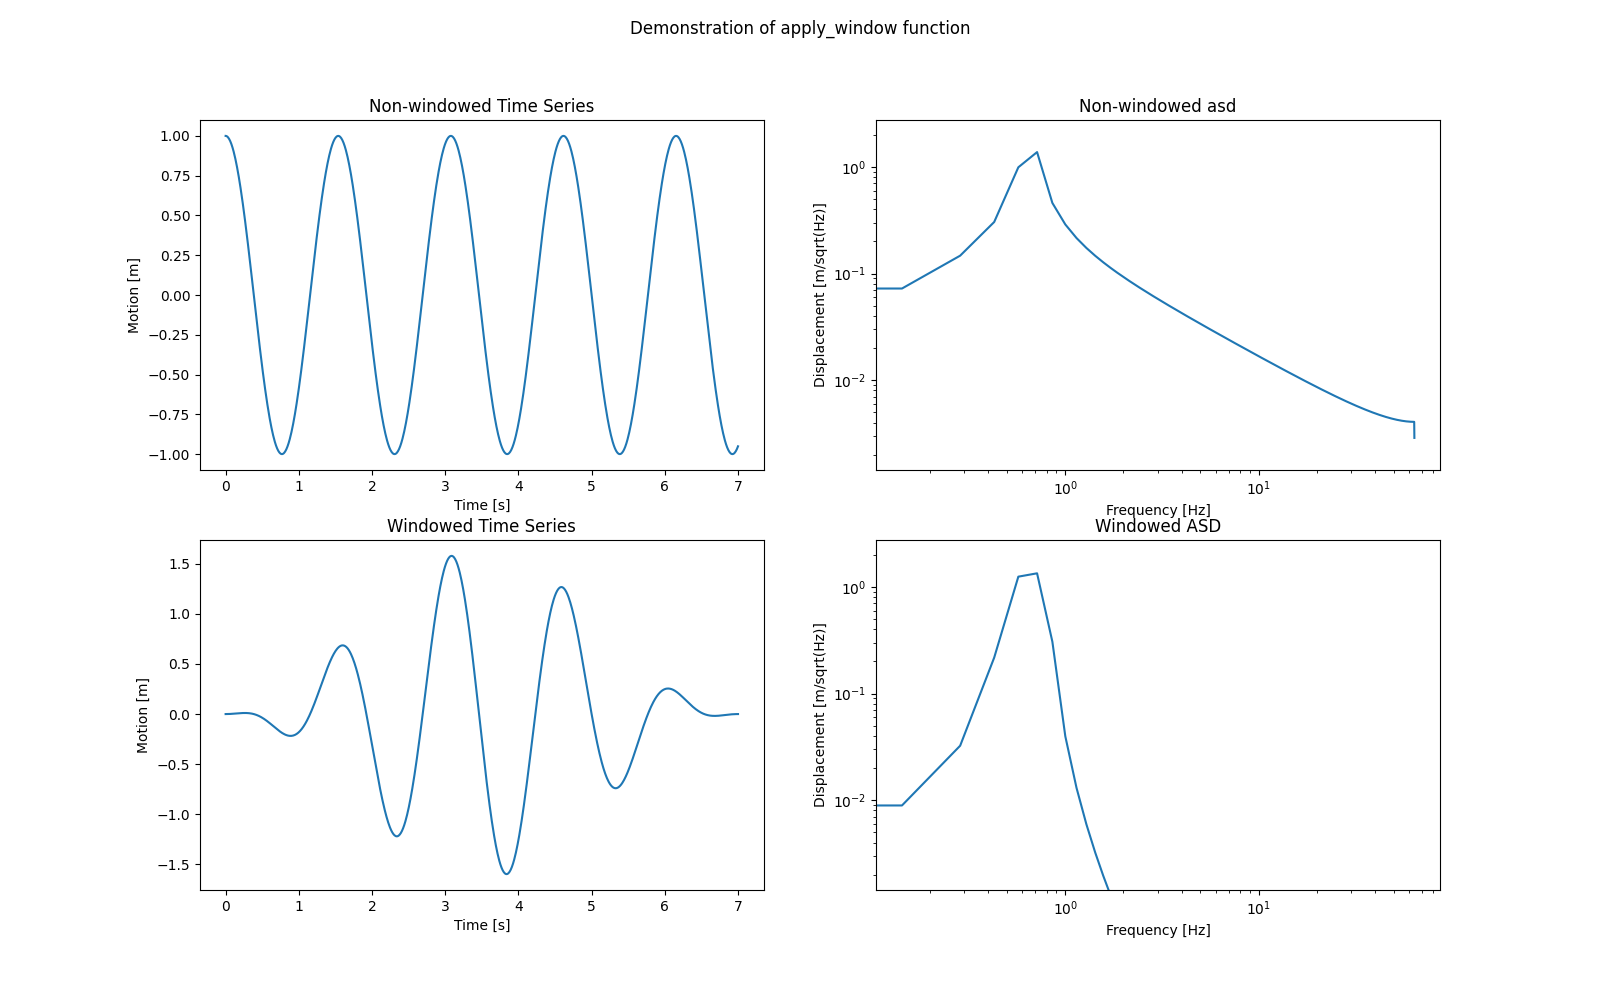 Demonstration of apply_window function
Non-windowed Time Series
Motion [m]
1.00
0.75
0.50
0.25
0.00
−0.25
−0.50
−0.75
−1.00
0 1 2 3 4 5 6 7
Time [s]
Non-windowed asd
Displacement [m/sqrt(Hz)]
10⁰
10⁻¹
10⁻²
10⁰ 10¹
Frequency [Hz]
Windowed Time Series
Motion [m]
1.5
1.0
0.5
0.0
−0.5
−1.0
−1.5
0 1 2 3 4 5 6 7
Time [s]
Windowed ASD
Displacement [m/sqrt(Hz)]
10⁰
10⁻¹
10⁻²
10⁰ 10¹
Frequency [Hz]